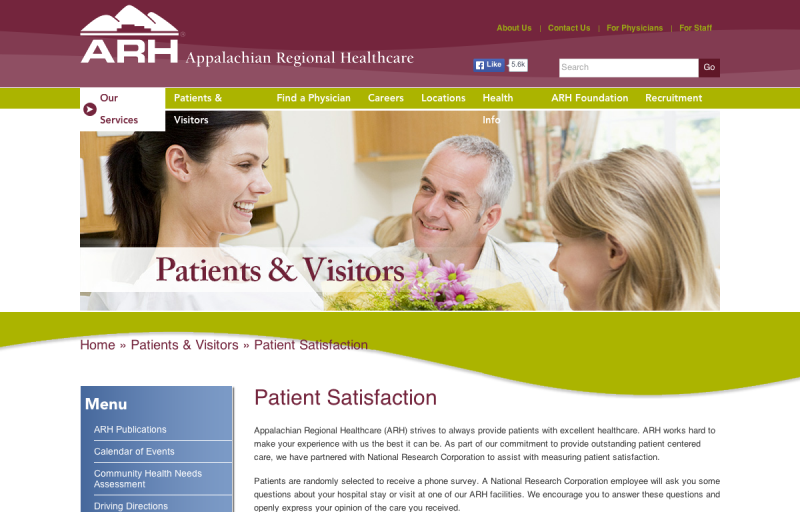 About Us | Contact Us | For Physicians | For Staff
ARH® Appalachian Regional Healthcare
Like 5.6k
Search Go
Our Services
Patients & Visitors
Find a Physician
Careers
Locations
Health Info
ARH Foundation
Recruitment
Patients & Visitors
Home » Patients & Visitors » Patient Satisfaction
Menu
ARH Publications
Calendar of Events
Community Health Needs
Assessment
Driving Directions
Patient Satisfaction
Appalachian Regional Healthcare (ARH) strives to always provide patients with excellent healthcare. ARH works hard to
make your experience with us the best it can be. As part of our commitment to provide outstanding patient centered
care, we have partnered with National Research Corporation to assist with measuring patient satisfaction.
Patients are randomly selected to receive a phone survey. A National Research Corporation employee will ask you some
questions about your hospital stay or visit at one of our ARH facilities. We encourage you to answer these questions and
openly express your opinion of the care you received.